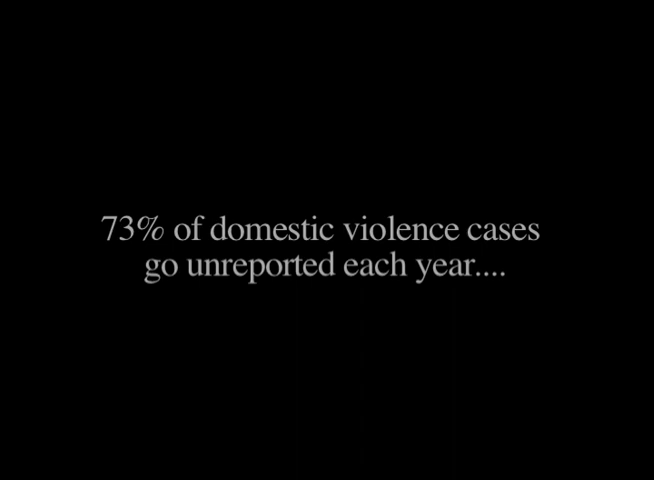 73% of domestic violence cases
go unreported each year....